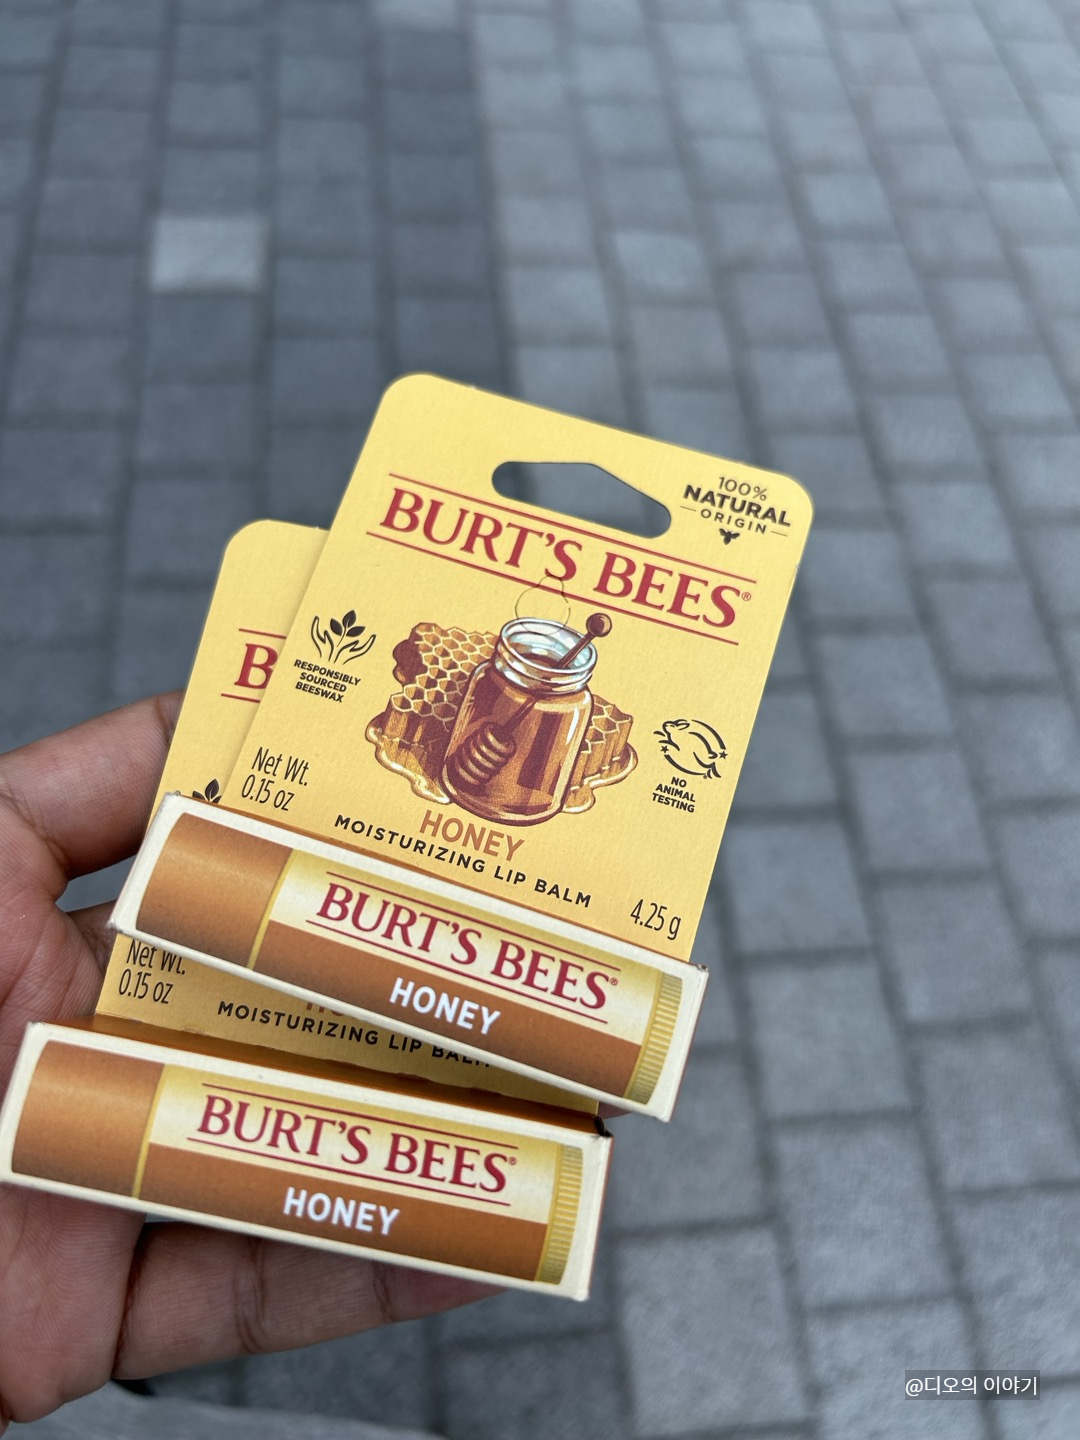 100%
NATURAL
ORIGIN
BURT'S BEES®
RESPONSIBLY
SOURCED
BEESWAX
NO
ANIMAL
TESTING
Net Wt.
0.15 oz
HONEY
MOISTURIZING LIP BALM
4.25 g
BURT'S BEES®
HONEY
B
Net Wt.
0.15 oz
MOISTURIZING LIP BALM
BURT'S BEES®
HONEY
@디오의 이야기